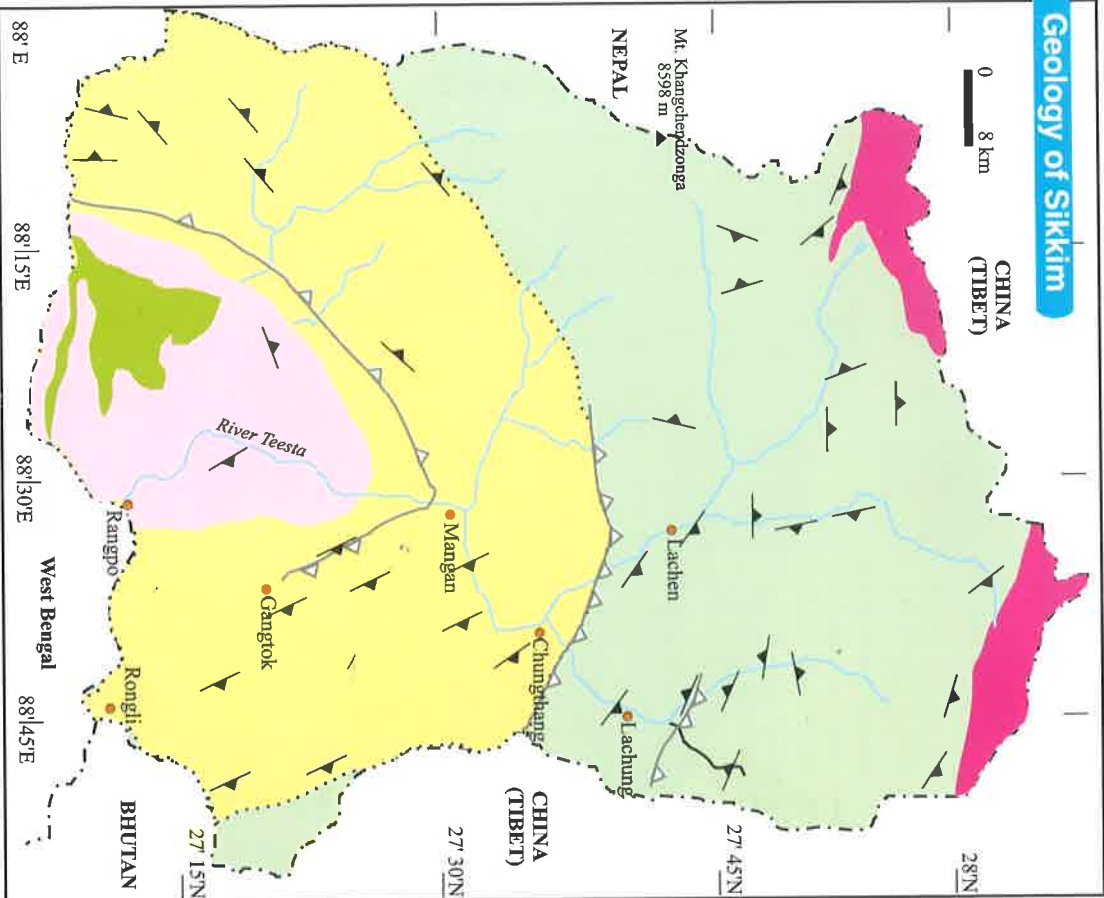 Geology of Sikkim
0 8 km
CHINA
(TIBET)
28' N
27' 45'N
27' 30'N
27' 15'N
Mt. Khangchendzonga
8598 m
NEPAL
Lachen
Lachung
Chungthang
Mangan
CHINA
(TIBET)
River Teesta
Gangtok
Rangpo
Rongli
West Bengal
BHUTAN
88' E
88' 15'E
88' 30'E
88' 45'E